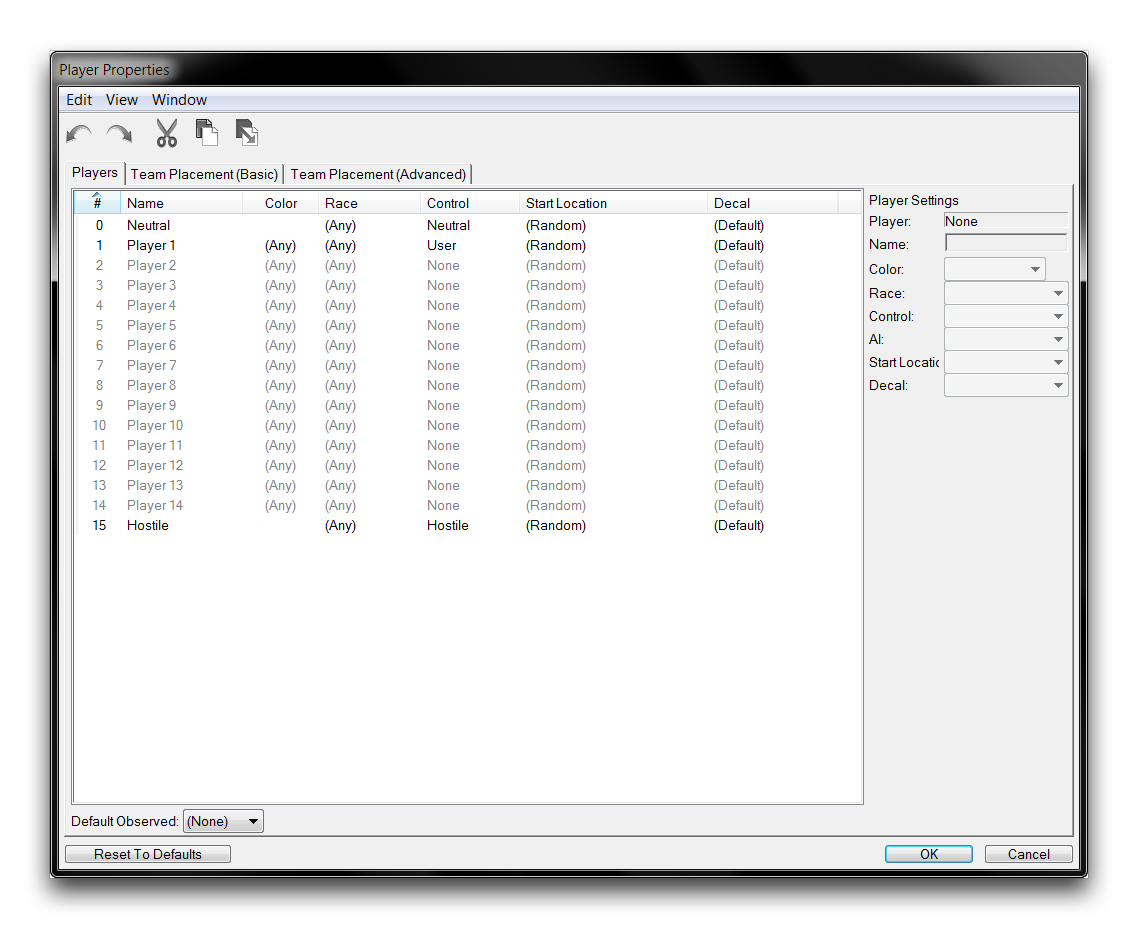 Player Properties
Edit View Window
Players Team Placement (Basic) Team Placement (Advanced)
# Name Color Race Control Start Location Decal
0 Neutral (Any) Neutral (Random) (Default)
1 Player 1 (Any) (Any) User (Random) (Default)
2 Player 2 (Any) (Any) None (Random) (Default)
3 Player 3 (Any) (Any) None (Random) (Default)
4 Player 4 (Any) (Any) None (Random) (Default)
5 Player 5 (Any) (Any) None (Random) (Default)
6 Player 6 (Any) (Any) None (Random) (Default)
7 Player 7 (Any) (Any) None (Random) (Default)
8 Player 8 (Any) (Any) None (Random) (Default)
9 Player 9 (Any) (Any) None (Random) (Default)
10 Player 10 (Any) (Any) None (Random) (Default)
11 Player 11 (Any) (Any) None (Random) (Default)
12 Player 12 (Any) (Any) None (Random) (Default)
13 Player 13 (Any) (Any) None (Random) (Default)
14 Player 14 (Any) (Any) None (Random) (Default)
15 Hostile (Any) Hostile (Random) (Default)
Player Settings
Player: None
Name:
Color:
Race:
Control:
AI:
Start Locatic
Decal:
Default Observed: (None)
Reset To Defaults OK Cancel